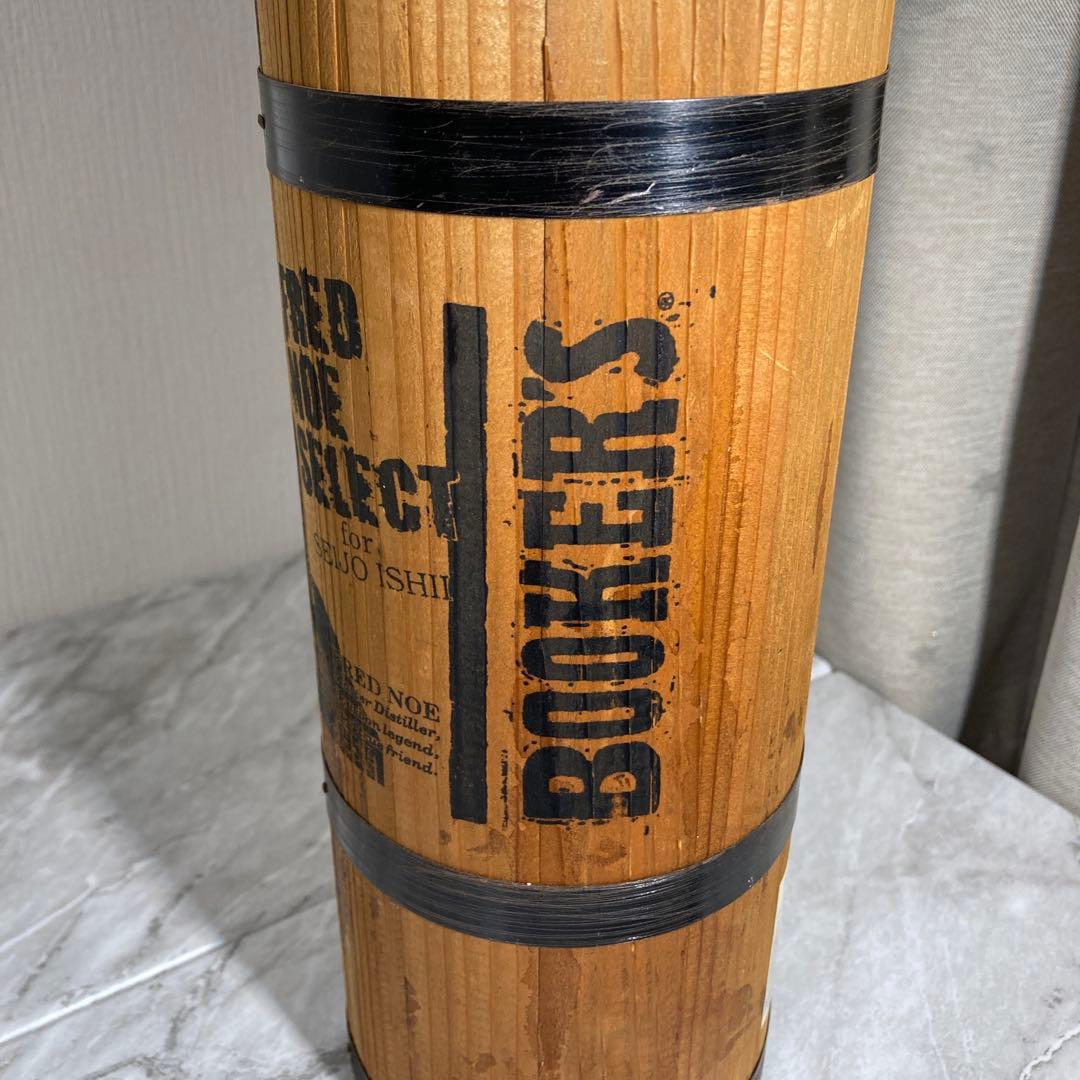 FRED
NOE
SELECT
for
SEIJO ISHII
FRED NOE
Distiller,
legend,
friend.
BOOKER'S®